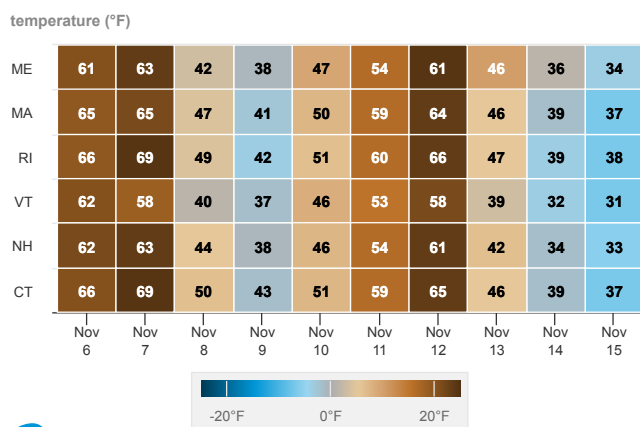 temperature (°F)
ME 61 63 42 38 47 54 61 46 36 34
MA 65 65 47 41 50 59 64 46 39 37
RI 66 69 49 42 51 60 66 47 39 38
VT 62 58 40 37 46 53 58 39 32 31
NH 62 63 44 38 46 54 61 42 34 33
CT 66 69 50 43 51 59 65 46 39 37
Nov Nov Nov Nov Nov Nov Nov Nov Nov Nov
6 7 8 9 10 11 12 13 14 15
-20°F 0°F 20°F